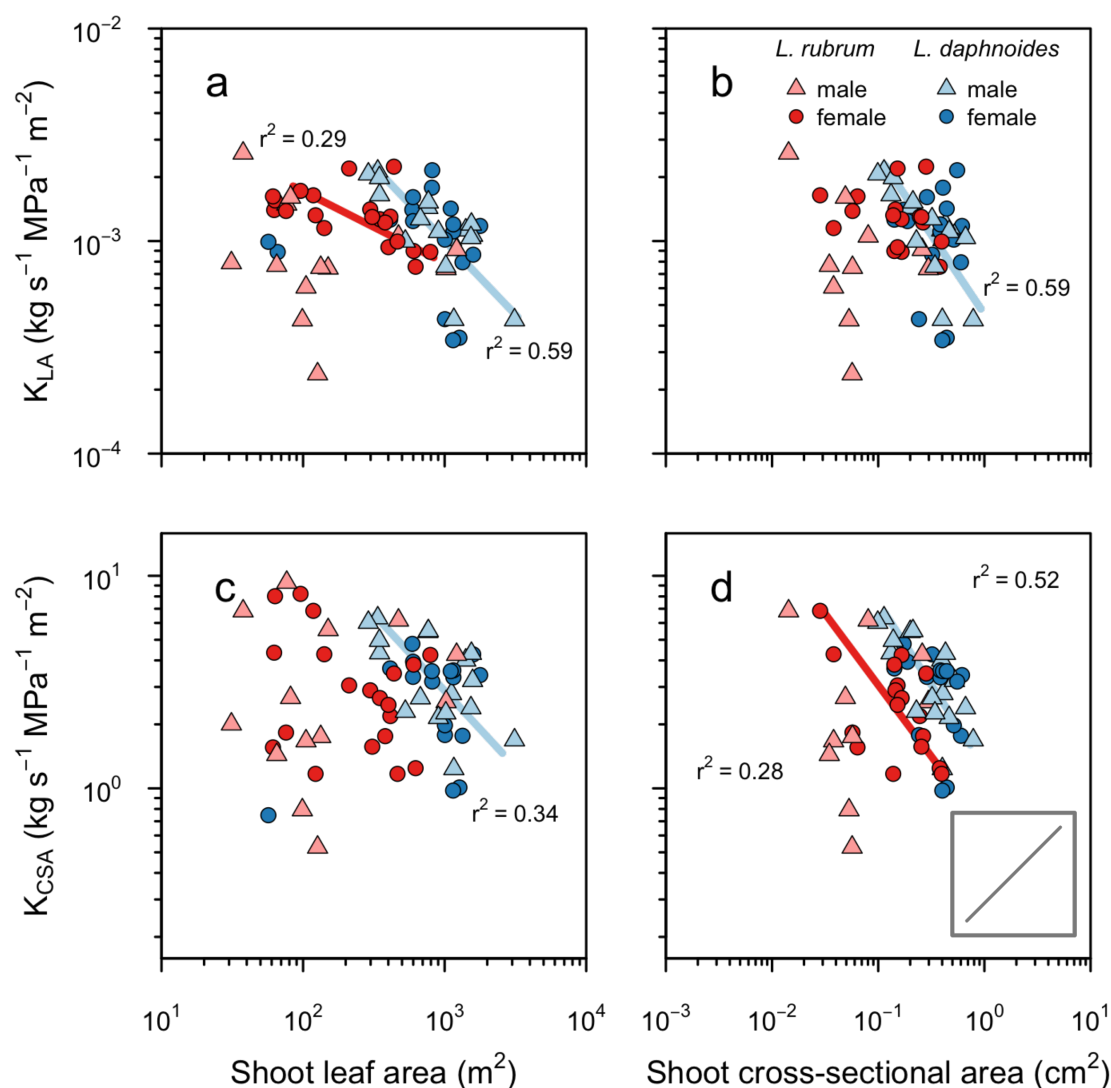 10⁻²
10⁻³
10⁻⁴
K_LA (kg s⁻¹ MPa⁻¹ m⁻²)
a
r² = 0.29
r² = 0.59
b
L. rubrum L. daphnoides
male male
female female
r² = 0.59
10¹
10⁰
K_CSA (kg s⁻¹ MPa⁻¹ m⁻²)
c
r² = 0.34
d
r² = 0.52
r² = 0.28
10¹ 10² 10³ 10⁴
Shoot leaf area (m²)
10⁻³ 10⁻² 10⁻¹ 10⁰ 10¹
Shoot cross-sectional area (cm²)